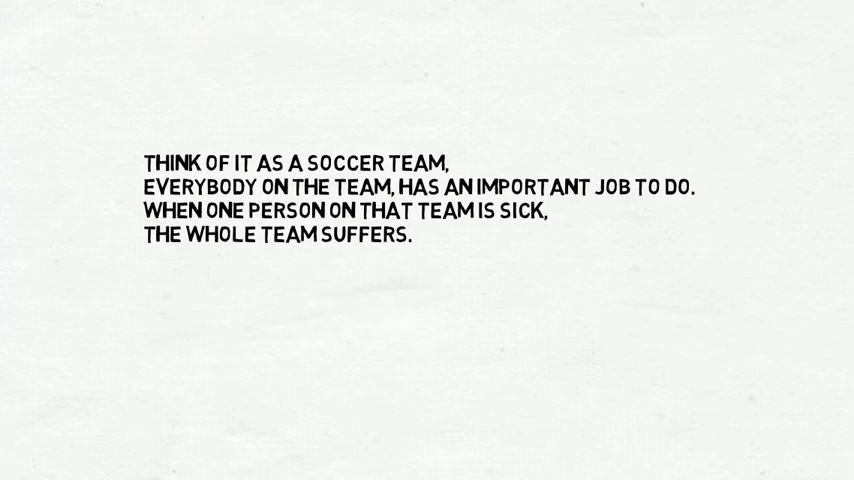 THINK OF IT AS A SOCCER TEAM,
EVERYBODY ON THE TEAM, HAS AN IMPORTANT JOB TO DO.
WHEN ONE PERSON ON THAT TEAM IS SICK,
THE WHOLE TEAM SUFFERS.